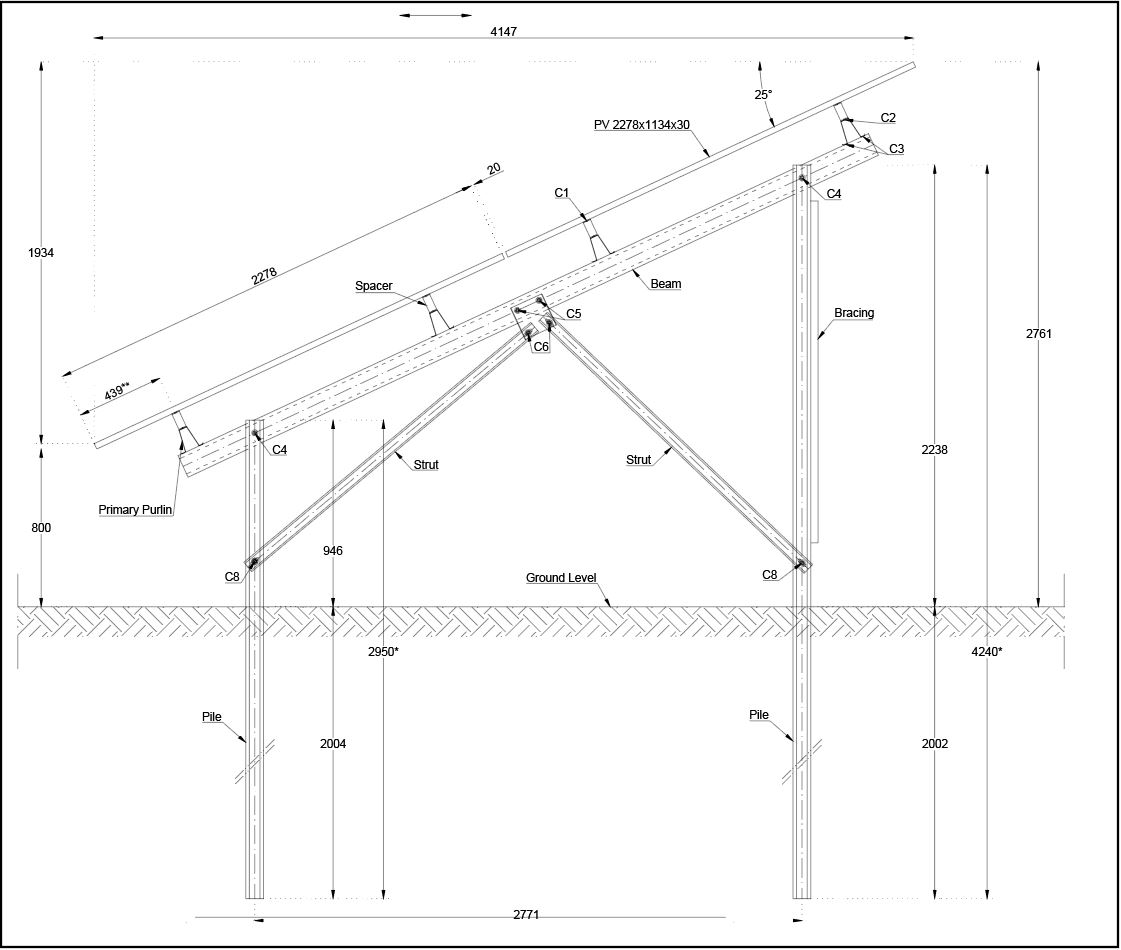 4147
25°
C2
PV 2278x1134x30
C3
20
C4
C1
1934
2278
Spacer
Beam
C5
Bracing
2761
C6
439**
C4
2238
Strut
Strut
Primary Purlin
800
946
C8
C8
Ground Level
2950*
4240*
Pile
Pile
2004
2002
2771